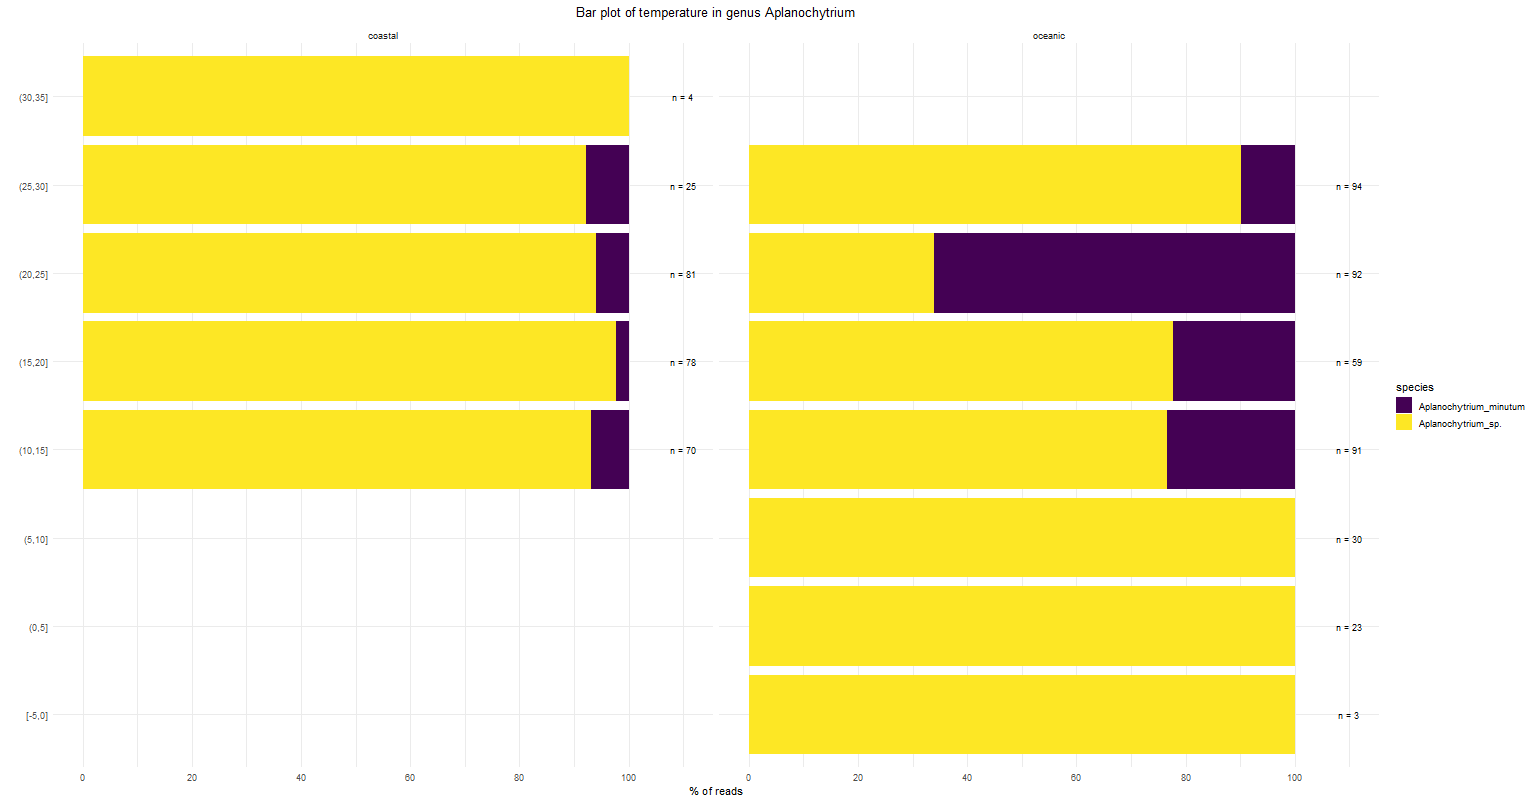 Bar plot of temperature in genus Aplanochytrium
coastal
oceanic
(30,35]
n = 4
(25,30]
n = 25
n = 94
(20,25]
n = 81
n = 92
(15,20]
n = 78
n = 59
(10,15]
n = 70
n = 91
(5,10]
n = 30
(0,5]
n = 23
[-5,0]
n = 3
0 20 40 60 80 100
0 20 40 60 80 100
% of reads
species
Aplanochytrium_minutum
Aplanochytrium_sp.